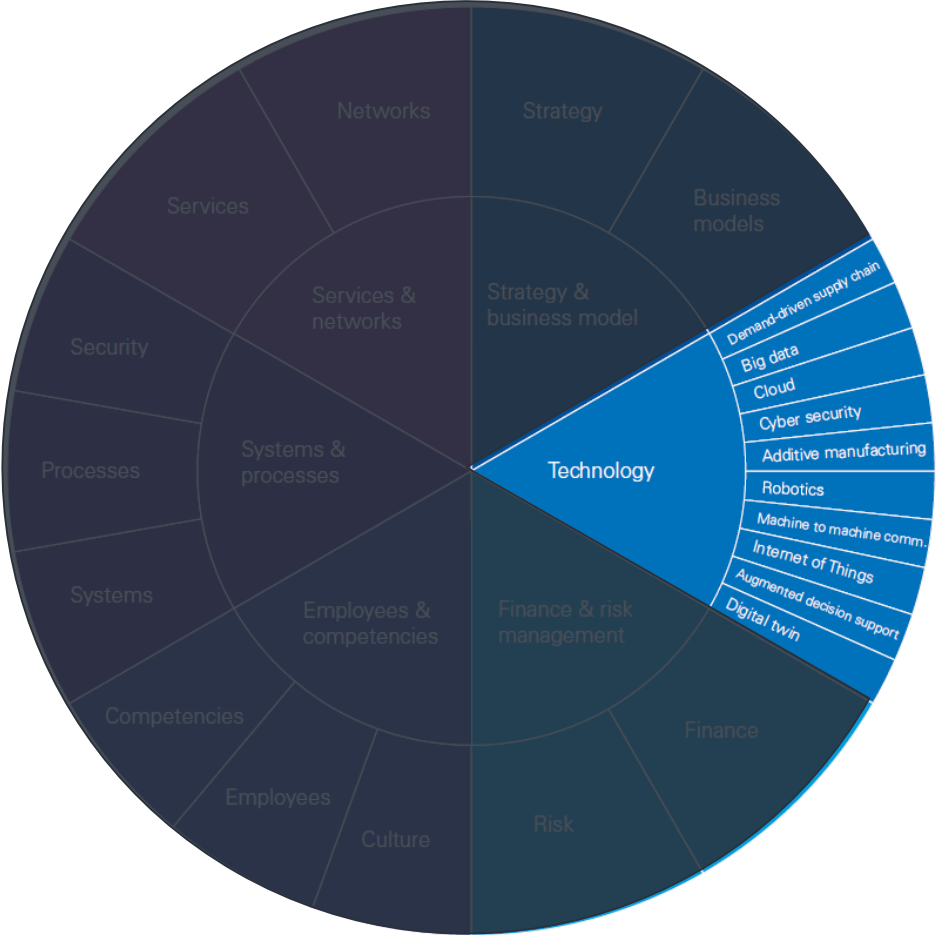 Networks
Strategy
Services
Business
models
Services &
networks
Strategy &
business model
Security
Systems &
processes
Processes
Systems
Technology
Demand-driven supply chain
Big data
Cloud
Cyber security
Additive manufacturing
Robotics
Machine to machine comm.
Internet of Things
Augmented decision support
Digital twin
Employees &
competencies
Finance & risk
management
Competencies
Employees
Culture
Risk
Finance